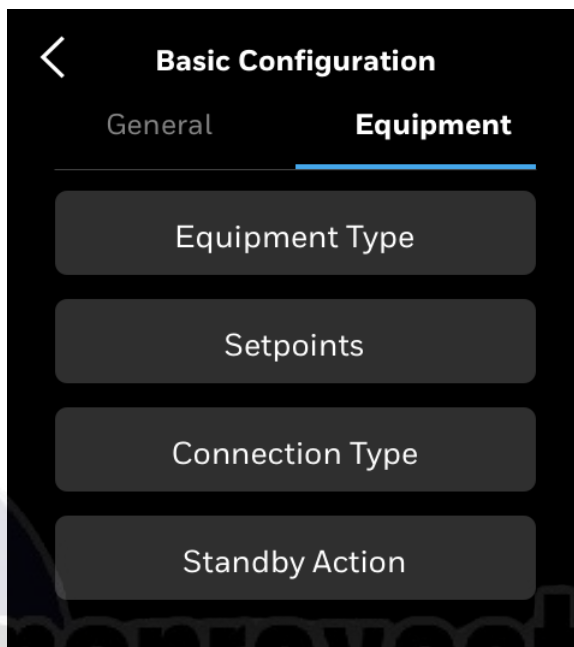 Basic Configuration
General Equipment
Equipment Type
Setpoints
Connection Type
Standby Action